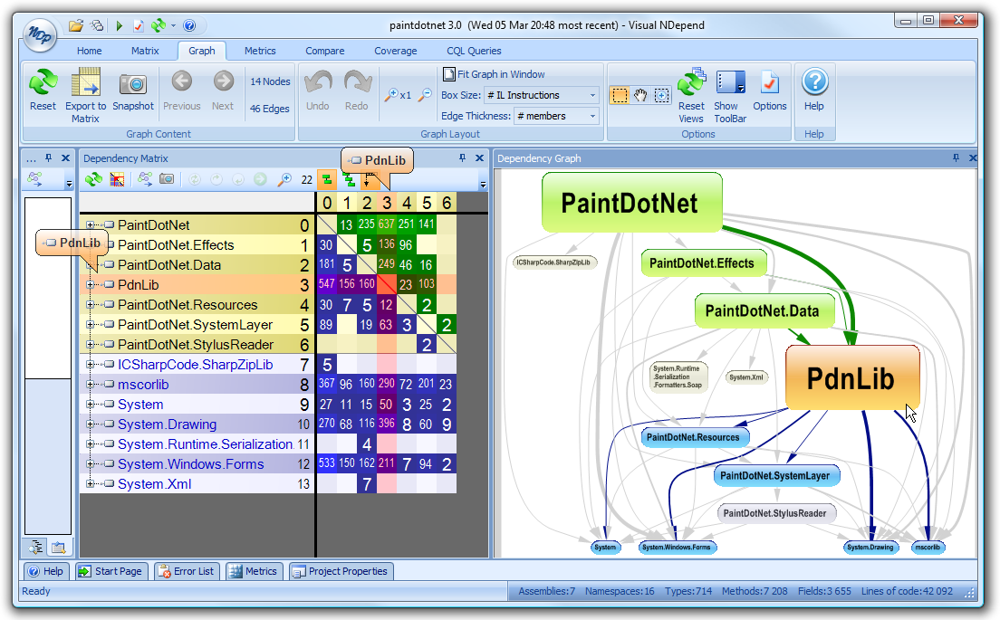 paintdotnet 3.0 (Wed 05 Mar 20:48 most recent) - Visual NDepend
NDp
Home Matrix Graph Metrics Compare Coverage CQL Queries
Reset
Export to
Matrix
Snapshot
Previous
Next
14 Nodes
46 Edges
Graph Content
Undo
Redo
x1
Fit Graph in Window
Box Size: # IL Instructions
Edge Thickness: # members
Graph Layout
Reset
Views
Show
ToolBar
Options
Options
Help
Help
...
Dependency Matrix
PdnLib
22
0 1 2 3 4 5 6
PaintDotNet 0 13 235 637 251 141
PaintDotNet.Effects 1 30 5 136 96
PdnLib
PaintDotNet.Data 2 181 5 249 46 16
PdnLib 3 547 156 160 23 103
PaintDotNet.Resources 4 30 7 5 12 2
PaintDotNet.SystemLayer 5 89 19 63 3 2
PaintDotNet.StylusReader 6 2
ICSharpCode.SharpZipLib 7 5
mscorlib 8 367 96 160 290 72 201 23
System 9 27 11 15 50 3 25 2
System.Drawing 10 270 68 116 396 8 60 9
System.Runtime.Serialization. 11 4
System.Windows.Forms 12 533 150 162 211 7 94 2
System.Xml 13 7
Dependency Graph
PaintDotNet
ICSharpCode.SharpZipLib
PaintDotNet.Effects
PaintDotNet.Data
System.Runtime
.Serialization
.Formatters.Soap
System.Xml
PdnLib
PaintDotNet.Resources
PaintDotNet.SystemLayer
PaintDotNet.StylusReader
System
System.Windows.Forms
System.Drawing
mscorlib
Help Start Page Error List Metrics Project Properties
Ready
Assemblies:7 Namespaces:16 Types:714 Methods:7 208 Fields:3 655 Lines of code:42 092